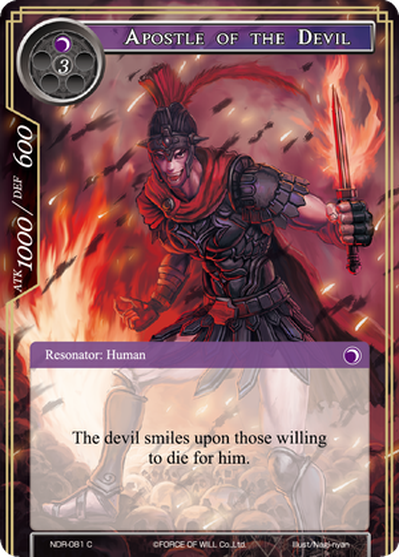 APOSTLE OF THE DEVIL
3
ATK 1000 / DEF 600
Resonator: Human
The devil smiles upon those willing
to die for him.
NDR-081 C
©FORCE OF WILL Co.,Ltd.
Illust/Nagi-nyan